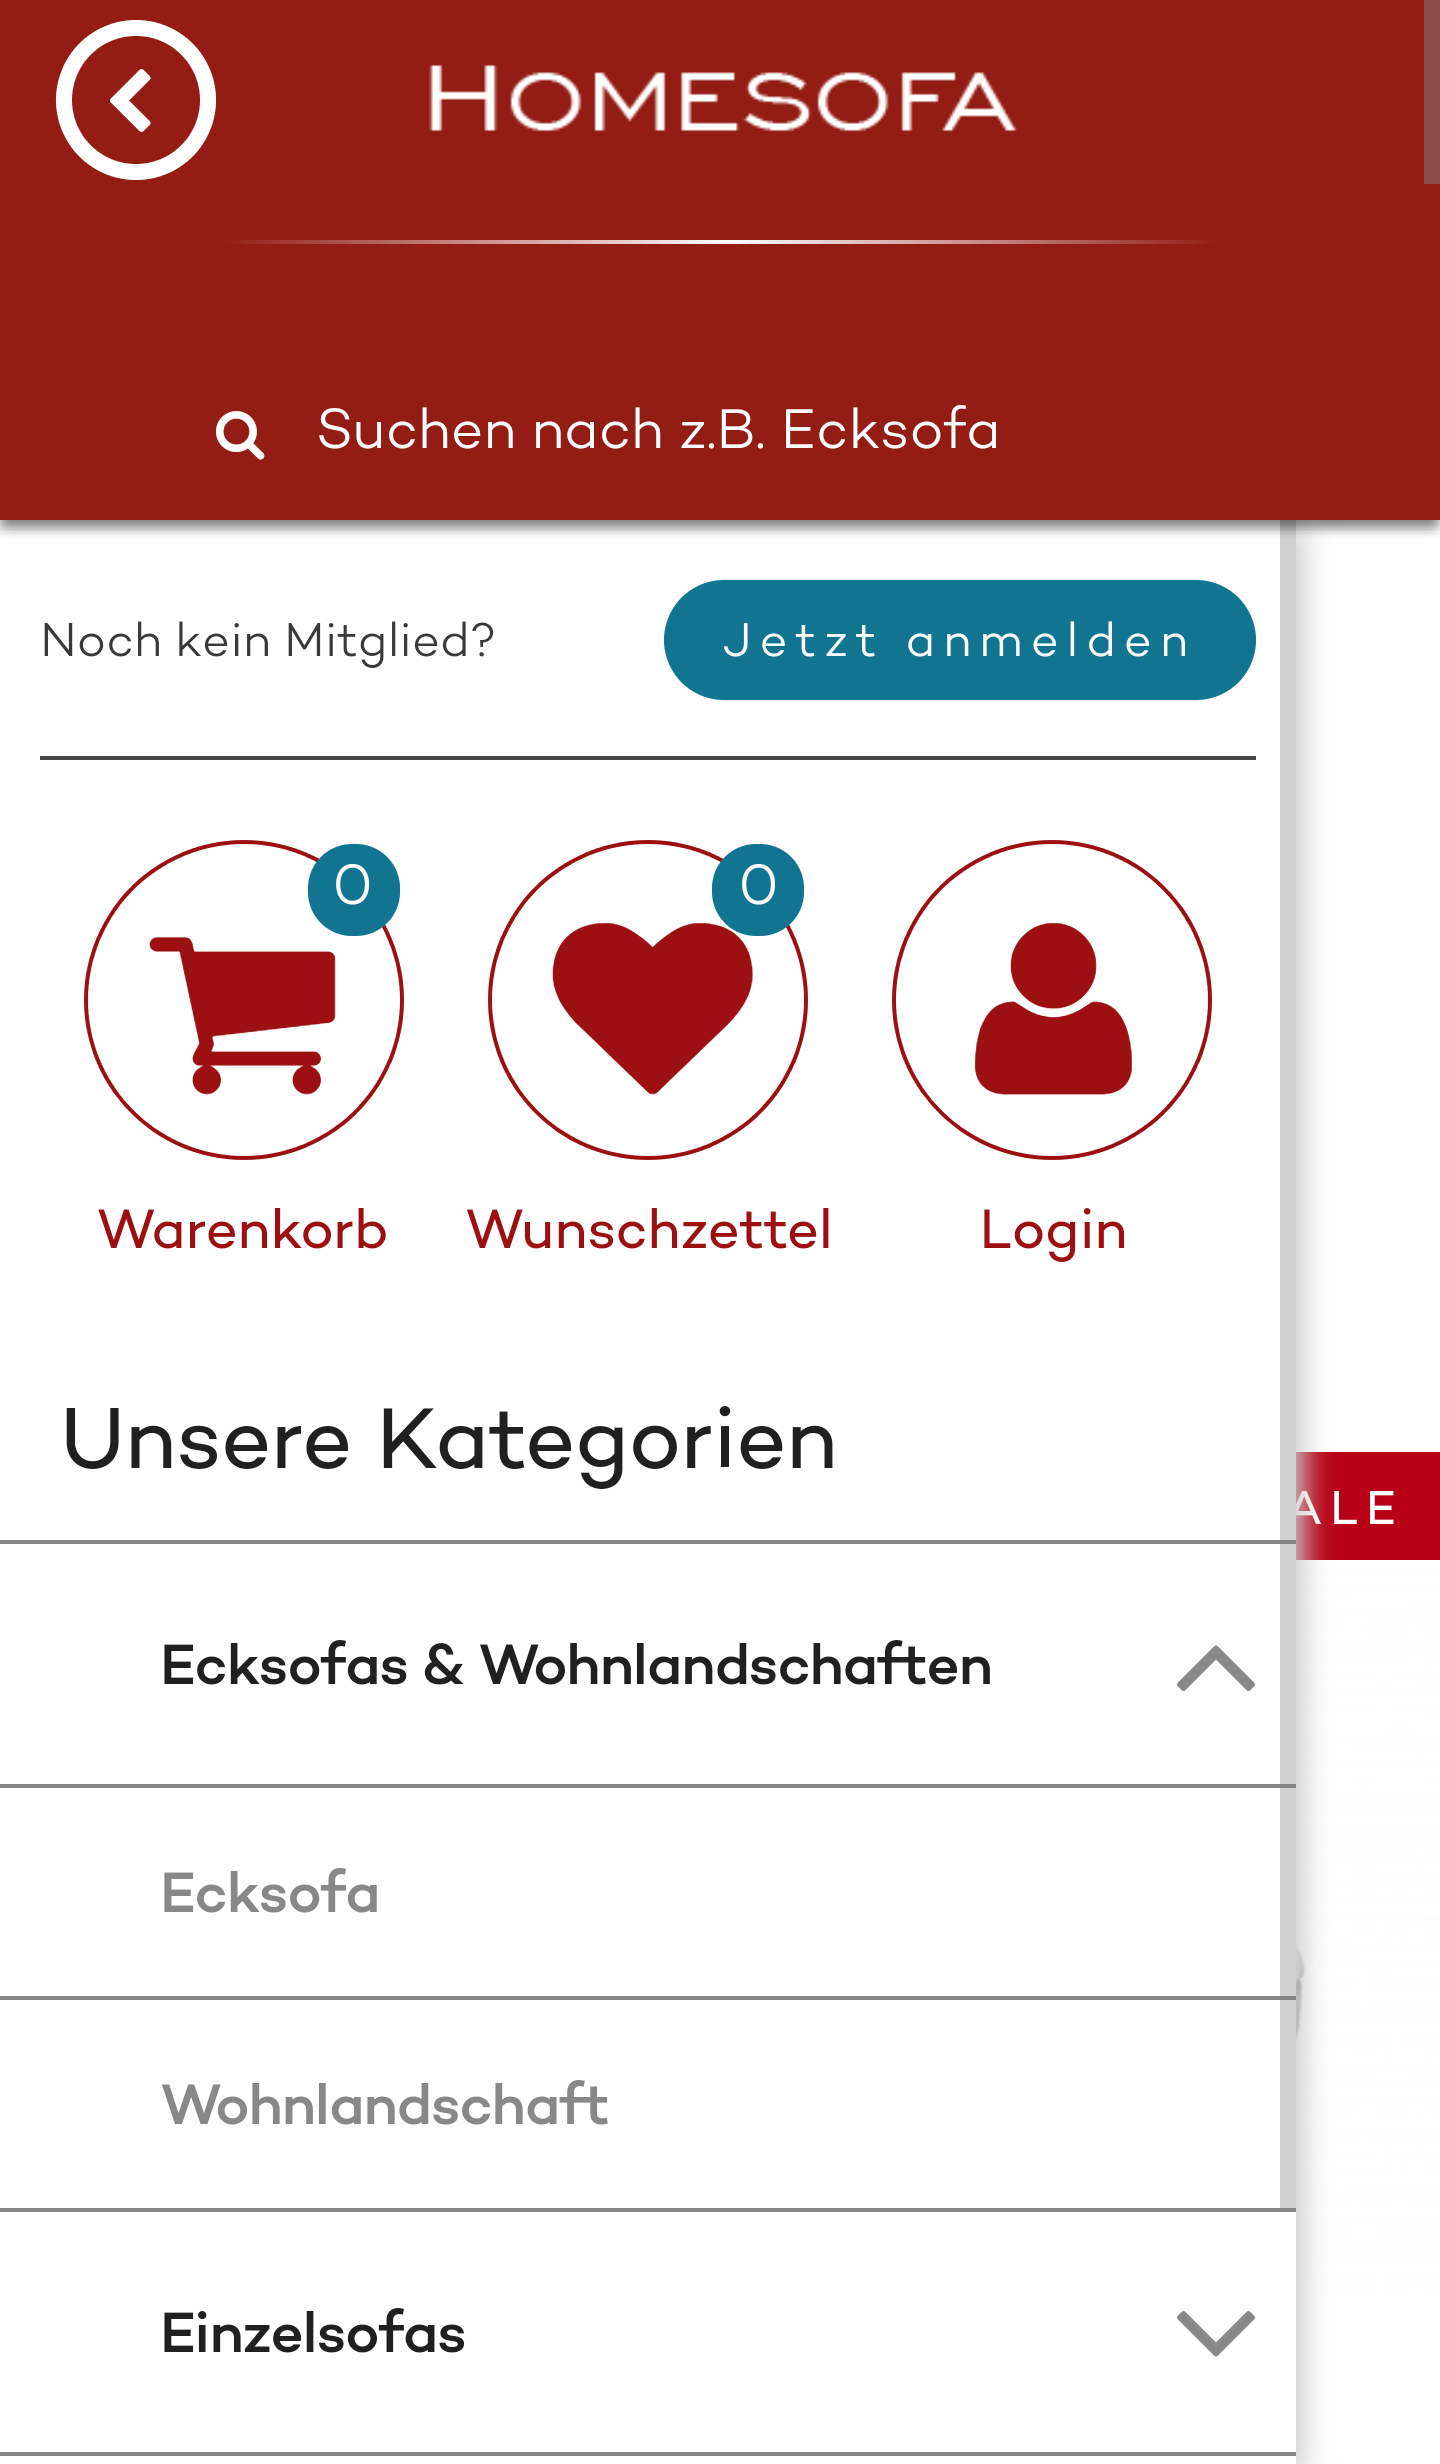 HOMESOFA
Suchen nach z.B. Ecksofa
Noch kein Mitglied?
Jetzt anmelden
0
0
Warenkorb
Wunschzettel
Login
Unsere Kategorien
ALE
Ecksofas & Wohnlandschaften
Ecksofa
Wohnlandschaft
Einzelsofas